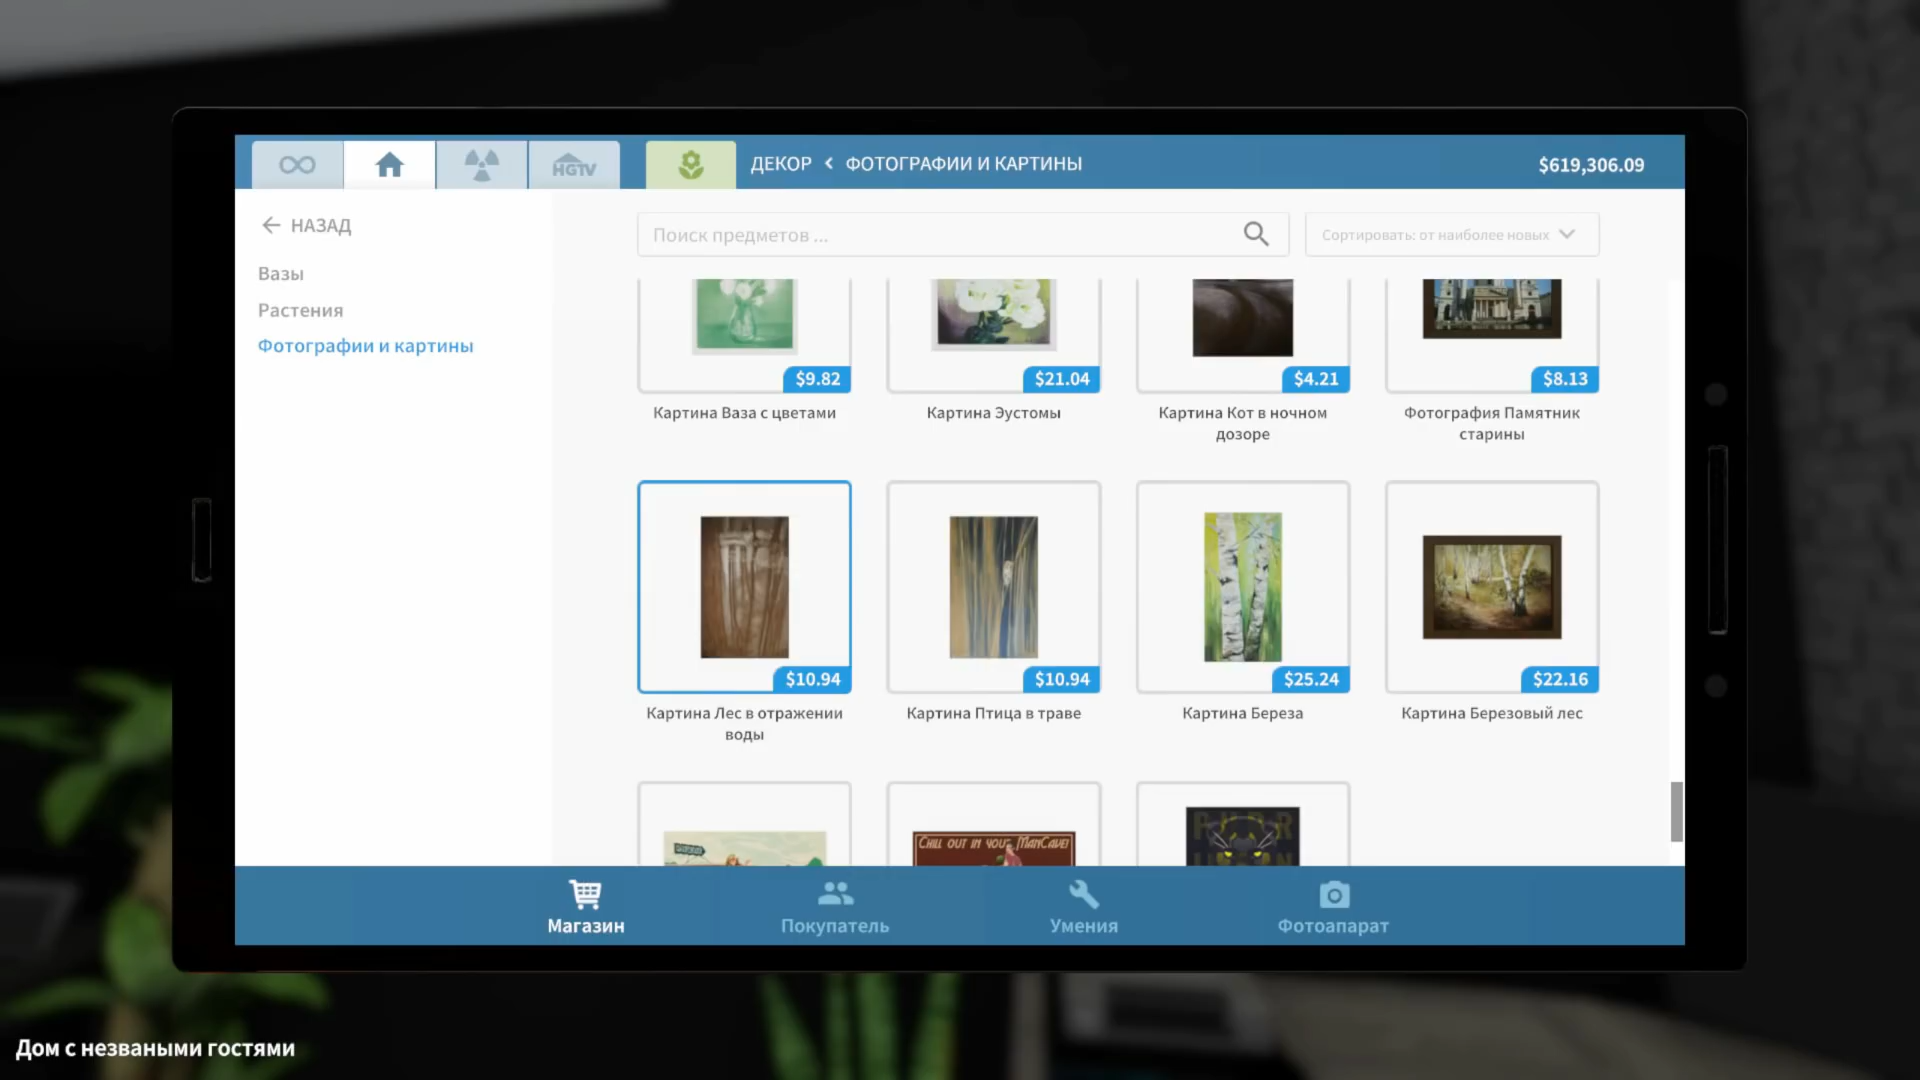 HGTV
ДЕКОР < ФОТОГРАФИИ И КАРТИНЫ
$619,306.09
НАЗАД
Вазы
Растения
Фотографии и картины
Поиск предметов ...
Сортировать: от наиболее новых
$9.82
$21.04
$4.21
$8.13
Картина Ваза с цветами
Картина Эустомы
Картина Кот в ночном
дозоре
Фотография Памятник
старины
$10.94
$10.94
$25.24
$22.16
Картина Лес в отражении
воды
Картина Птица в траве
Картина Береза
Картина Березовый лес
CHILL OUT IN YOUR MANCAVE!
Магазин
Покупатель
Умения
Фотоапарат
Дом с незваными гостями